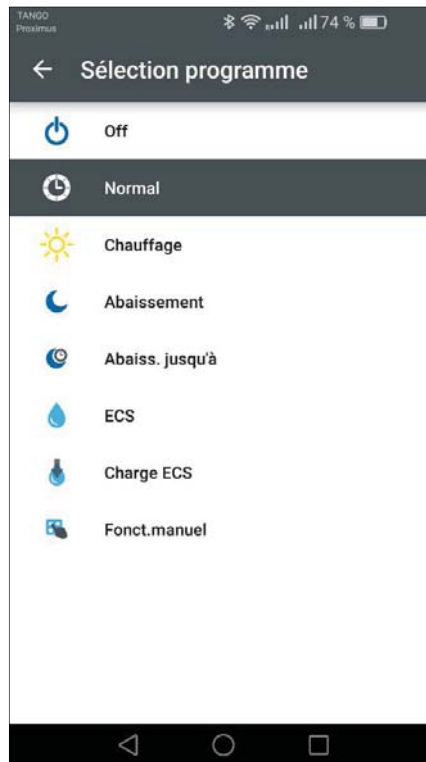 TANGO
Proximus
74 %
Sélection programme
Off
Normal
Chauffage
Abaissement
Abaiss. jusqu'à
ECS
Charge ECS
Fonct.manuel